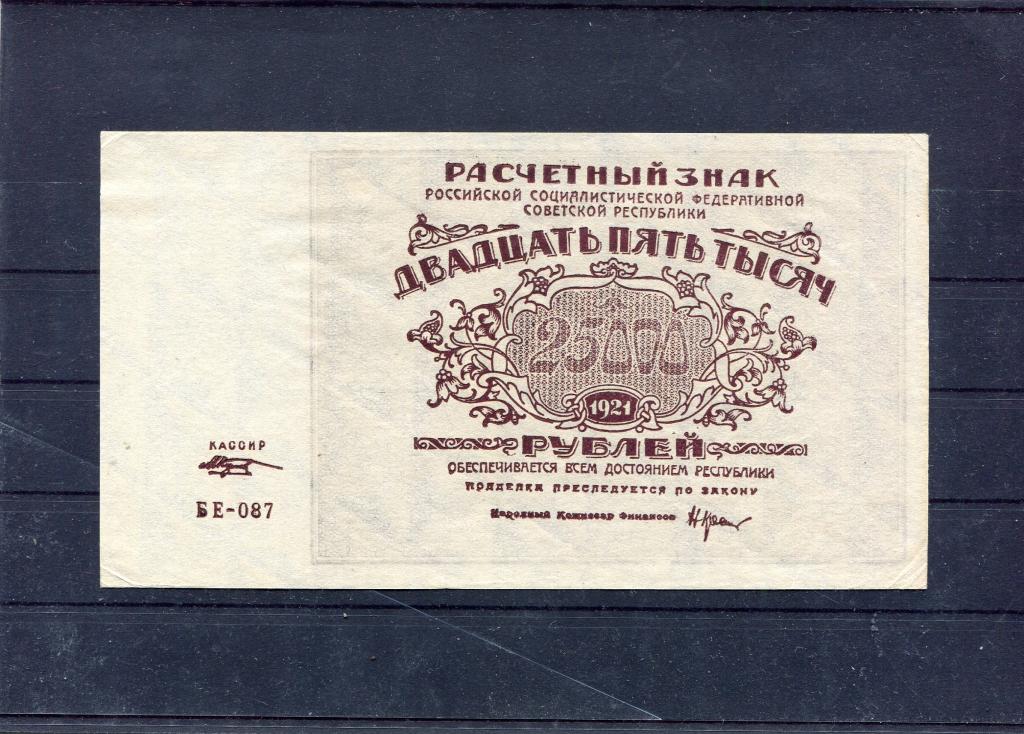 РАСЧЕТНЫЙ ЗНАК
РОССИЙСКОЙ СОЦИАЛИСТИЧЕСКОЙ ФЕДЕРАТИВНОЙ
СОВЕТСКОЙ РЕСПУБЛИКИ
ДВАДЦАТЬ ПЯТЬ ТЫСЯЧ
25000
1921
РУБЛЕЙ
ОБЕСПЕЧИВАЕТСЯ ВСЕМ ДОСТОЯНИЕМ РЕСПУБЛИКИ
ПОДДЕЛКА ПРЕСЛЕДУЕТСЯ ПО ЗАКОНУ
Народный Комиссар Финансов
КАССИР
БЕ-087